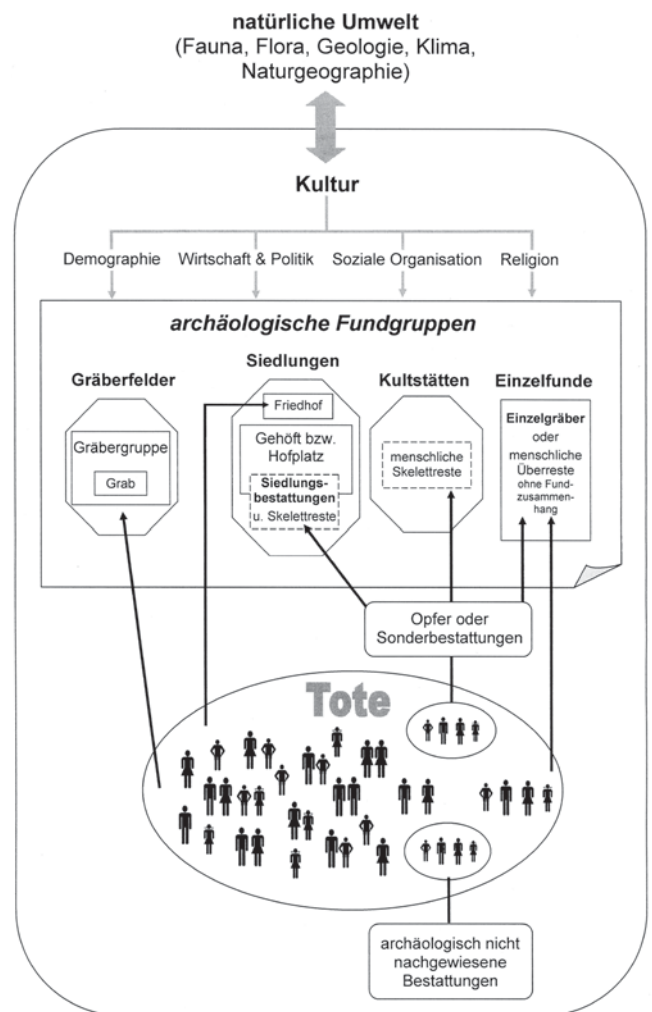 natürliche Umwelt
(Fauna, Flora, Geologie, Klima,
Naturgeographie)
Kultur
Demographie
Wirtschaft & Politik
Soziale Organisation
Religion
archäologische Fundgruppen
Gräberfelder
Gräbergruppe
Grab
Siedlungen
Friedhof
Gehöft bzw.
Hofplatz
Siedlungs-
bestattungen
u. Skelettreste
Kultstätten
menschliche
Skelettreste
Einzelfunde
Einzelgräber
oder
menschliche
Überreste
ohne Fund-
zusammen-
hang
Opfer oder
Sonderbestattungen
Tote
archäologisch nicht
nachgewiesene
Bestattungen